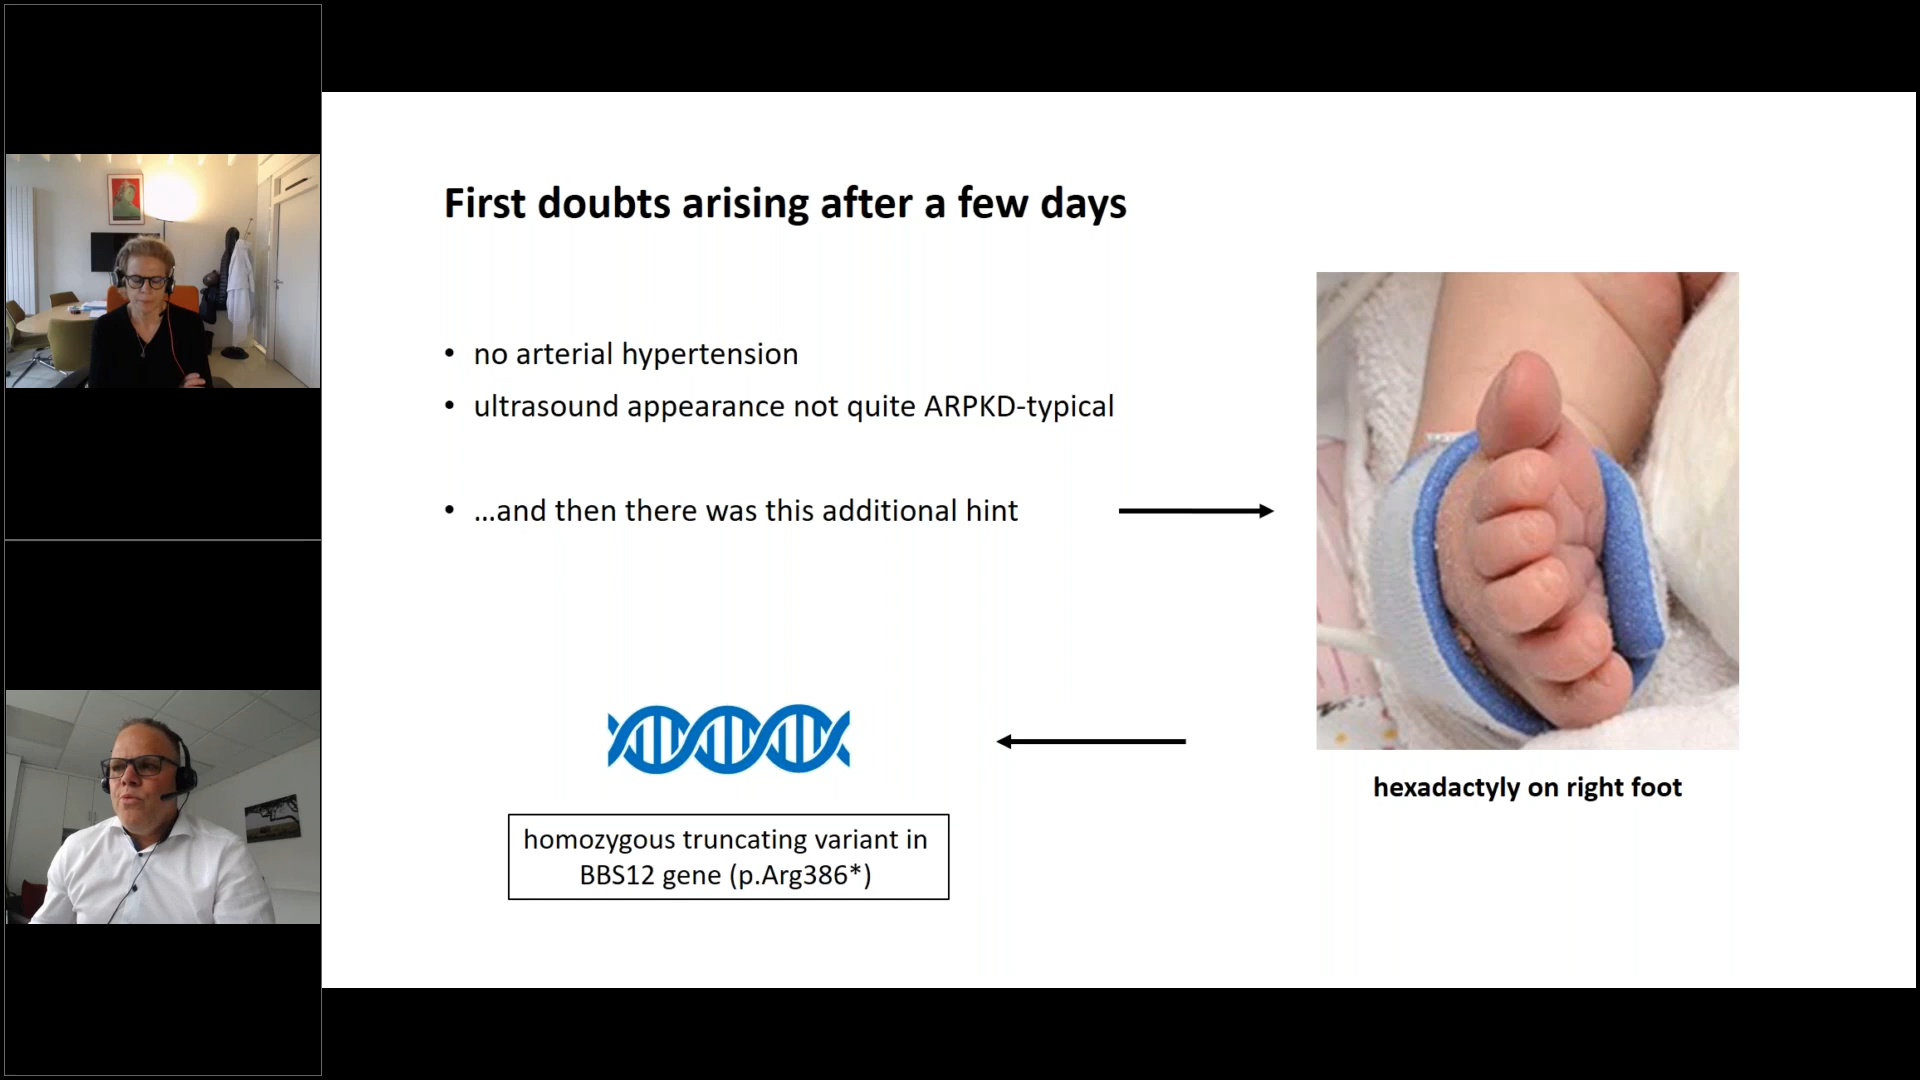 First doubts arising after a few days
• no arterial hypertension
• ultrasound appearance not quite ARPKD-typical
• ...and then there was this additional hint
hexadactyly on right foot
homozygous truncating variant in
BBS12 gene (p.Arg386*)